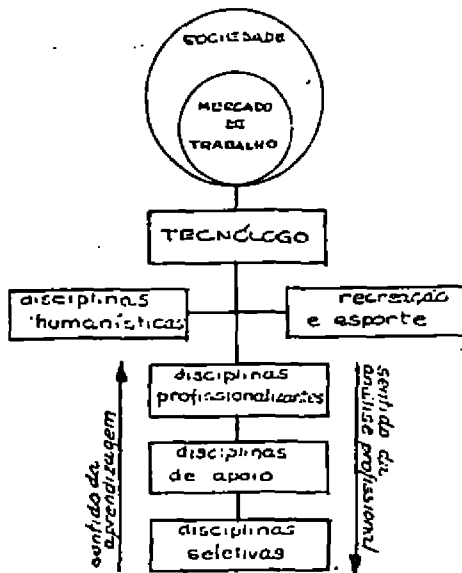 SOCIEDADE
MERCADO
DE
TRABALHO
TECNÓLOGO
disciplinas
humanísticas
recreação
e esporte
disciplinas
profissionalizantes
disciplinas
de apoio
disciplinas
seletivas
sentido da
aprendizagem
sentido da
análise profissional